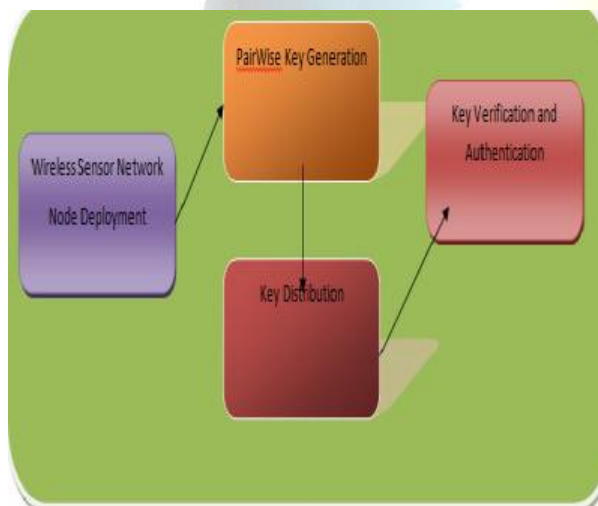 PairWise Key Generation
Key Verification and
Authentication
'Wireless Sensor Network
Node Deployment
Key Distribution